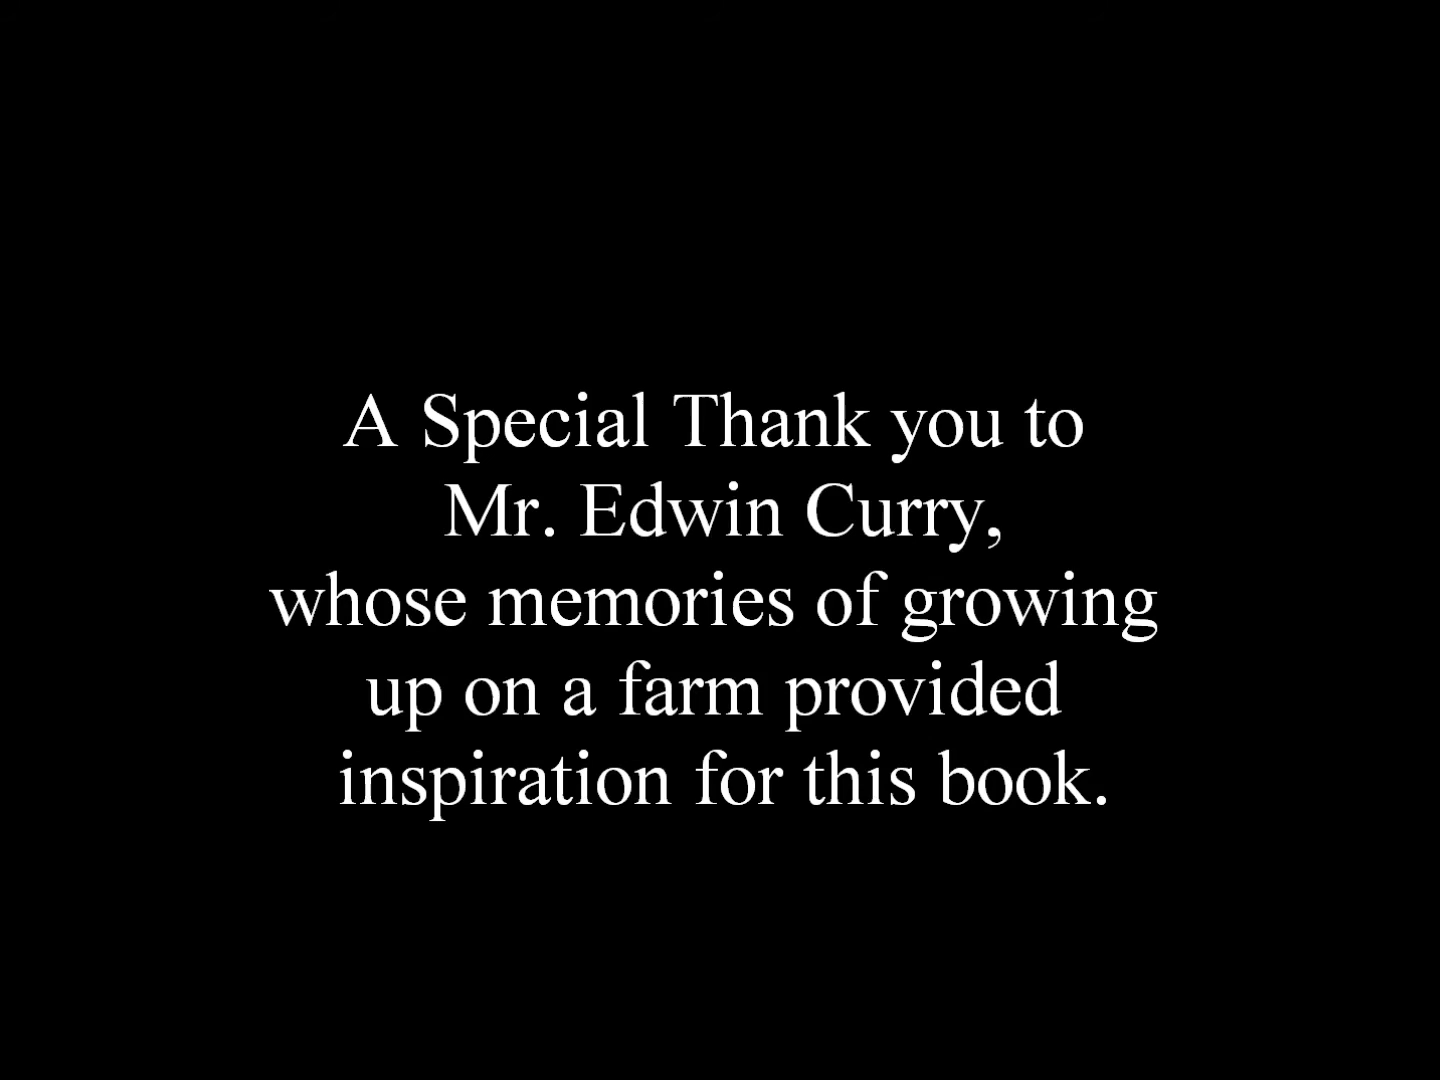 A Special Thank you to
Mr. Edwin Curry,
whose memories of growing
up on a farm provided
inspiration for this book.